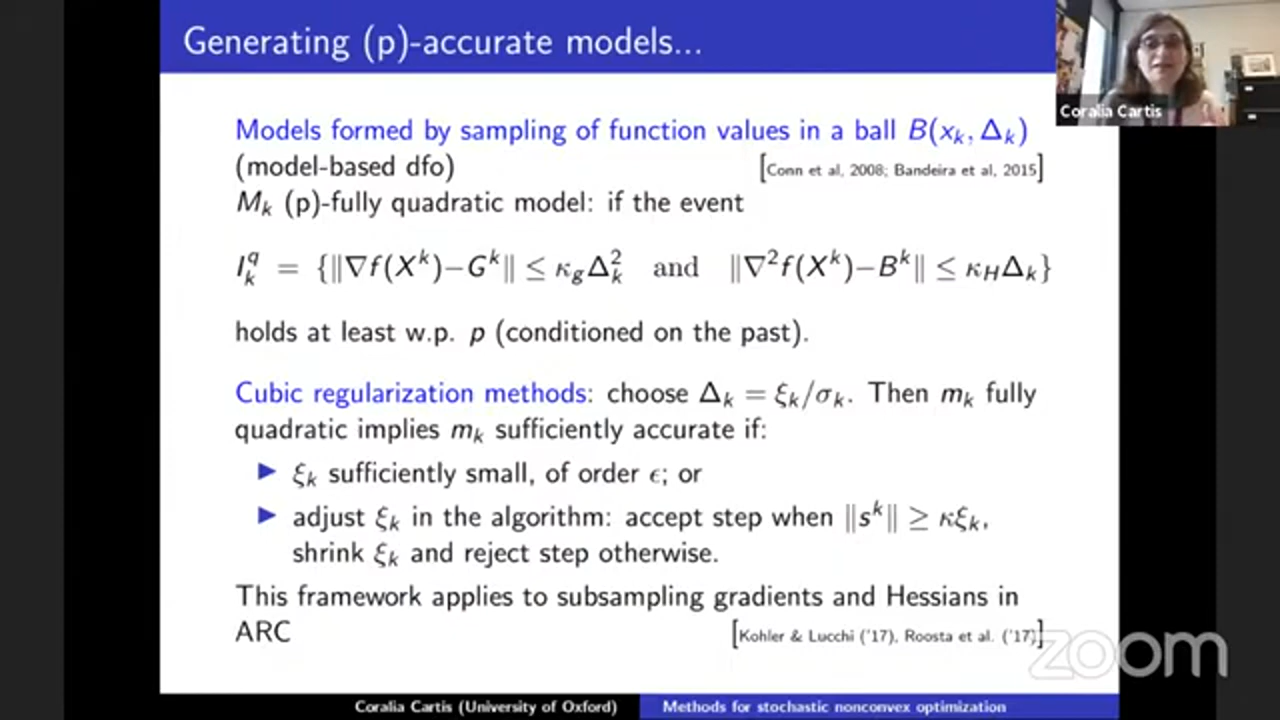 Generating (p)-accurate models...
Coralia Cartis
Models formed by sampling of function values in a ball B(x_k, Δ_k)
(model-based dfo) [Conn et al, 2008; Bandeira et al, 2015]
M_k (p)-fully quadratic model: if the event
I_k^q = {‖∇f(X^k)−G^k‖ ≤ κ_gΔ_k^2 and ‖∇^2f(X^k)−B^k‖ ≤ κ_HΔ_k}
holds at least w.p. p (conditioned on the past).
Cubic regularization methods: choose Δ_k = ξ_k/σ_k. Then m_k fully
quadratic implies m_k sufficiently accurate if:
▶ ξ_k sufficiently small, of order ϵ; or
▶ adjust ξ_k in the algorithm: accept step when ‖s^k‖ ≥ κξ_k,
shrink ξ_k and reject step otherwise.
This framework applies to subsampling gradients and Hessians in
ARC [Kohler & Lucchi ('17), Roosta et al. ('17)]
zoom
Coralia Cartis (University of Oxford) Methods for stochastic nonconvex optimization